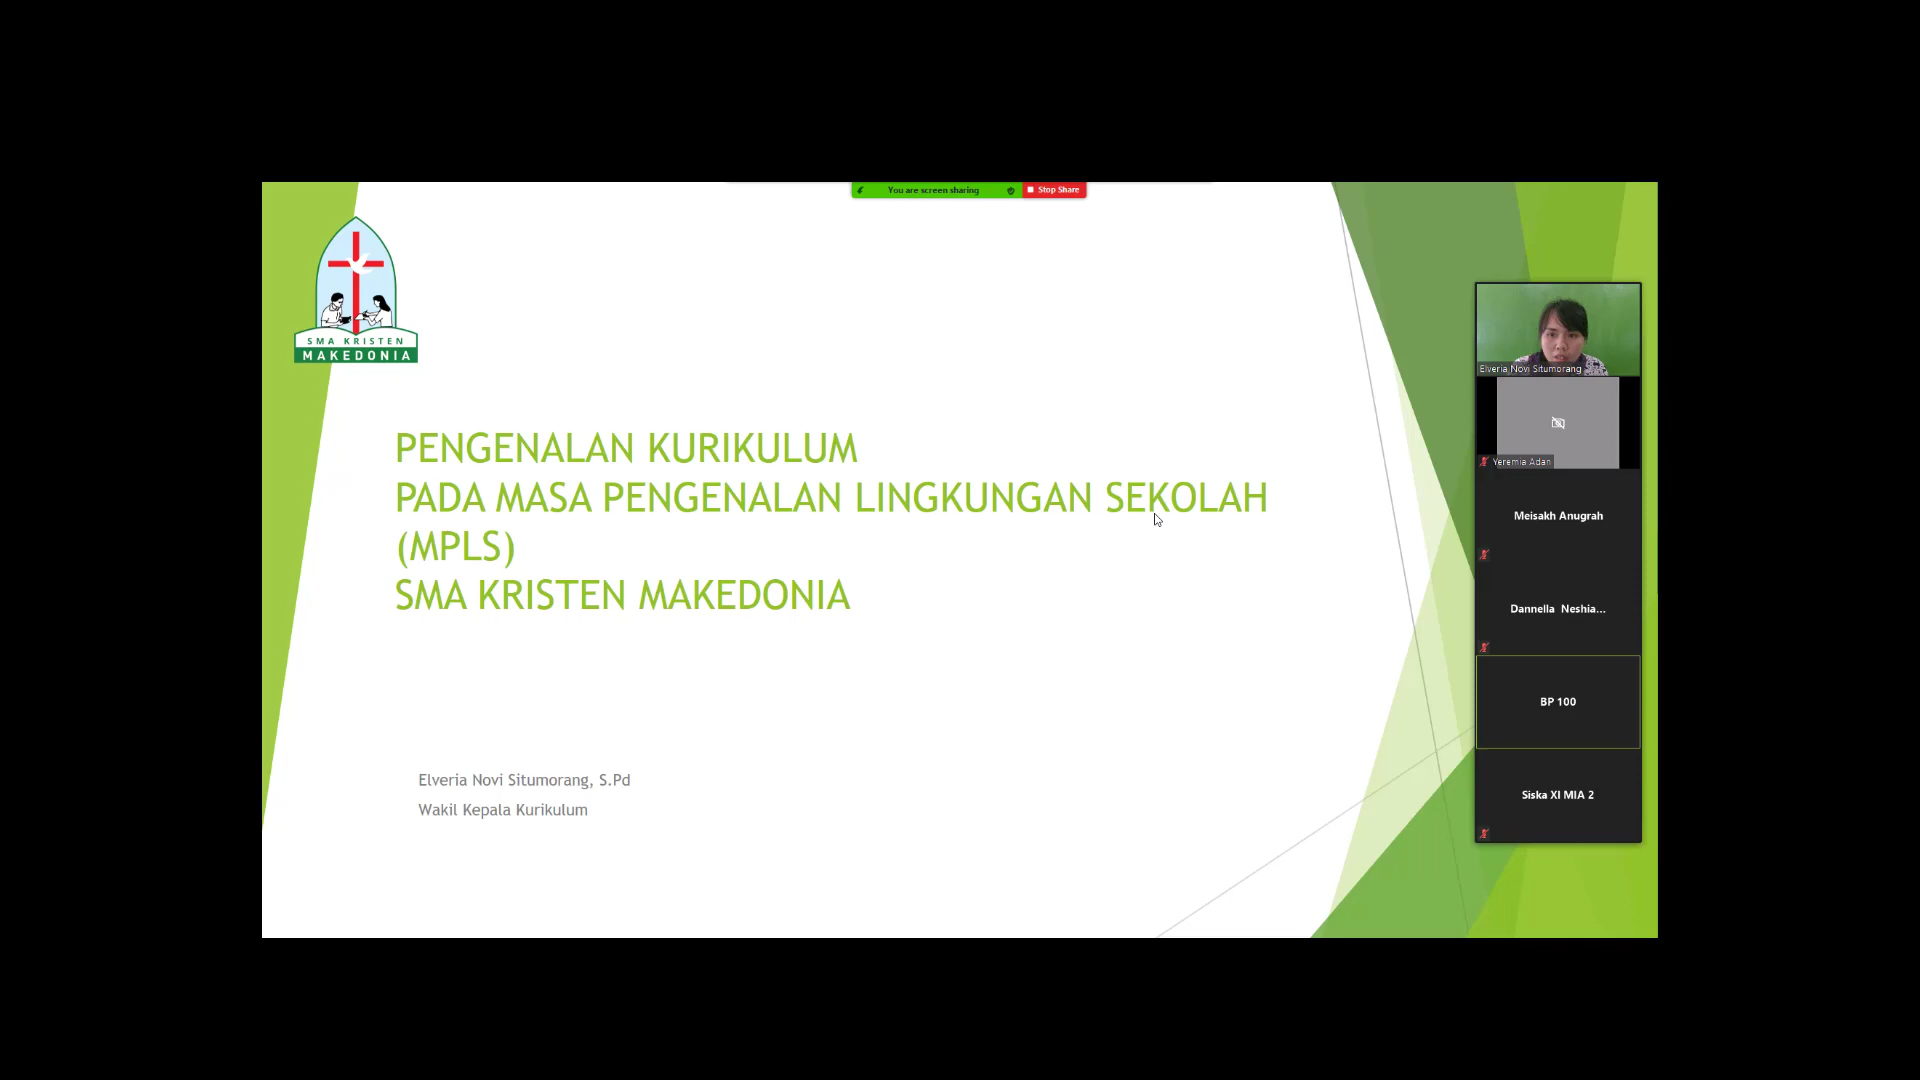 You are screen sharing
Stop Share
SMA KRISTEN
MAKEDONIA
PENGENALAN KURIKULUM
PADA MASA PENGENALAN LINGKUNGAN SEKOLAH
(MPLS)
SMA KRISTEN MAKEDONIA
Elveria Novi Situmorang, S.Pd
Wakil Kepala Kurikulum
Elveria Novi Situmorang
Yeremia Adan
Meisakh Anugrah
Dannella Neshia...
BP 100
Siska XI MIA 2